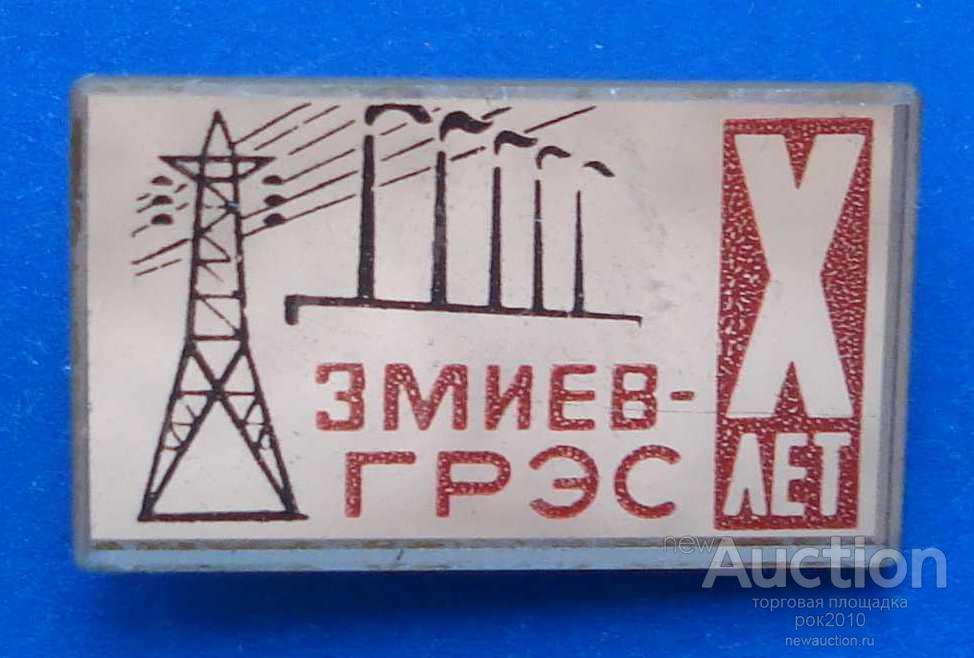 X
ЛЕТ
ЗМИЕВ-
ГРЭС
newAuction
торговая площадка
рок2010
newauction.ru